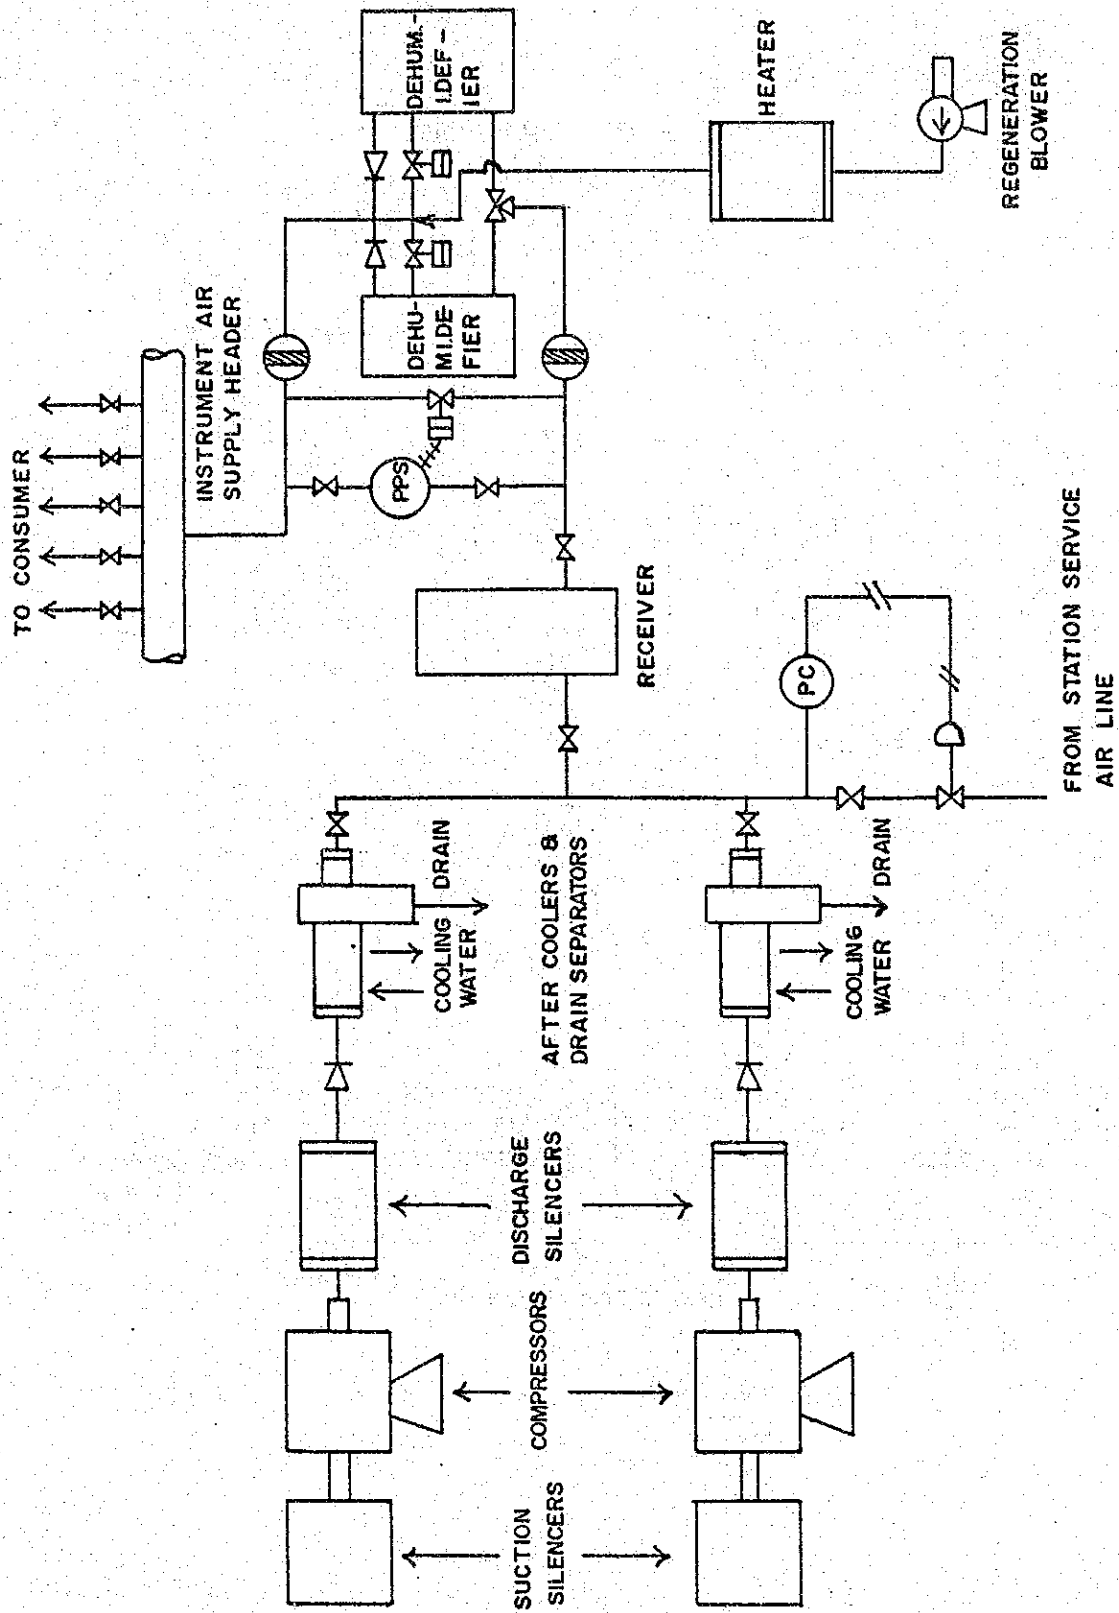 TO CONSUMER
INSTRUMENT AIR
SUPPLY HEADER
DEHUM.-
I.DEF-
IER
DEHU-
M.I.DE-
FIER
HEATER
REGENERATION
BLOWER
PPS
RECEIVER
PC
FROM STATION SERVICE
AIR LINE
DRAIN
COOLING
WATER
AFTER COOLERS &
DRAIN SEPARATORS
DRAIN
COOLING
WATER
DISCHARGE
SILENCERS
COMPRESSORS
SUCTION
SILENCERS